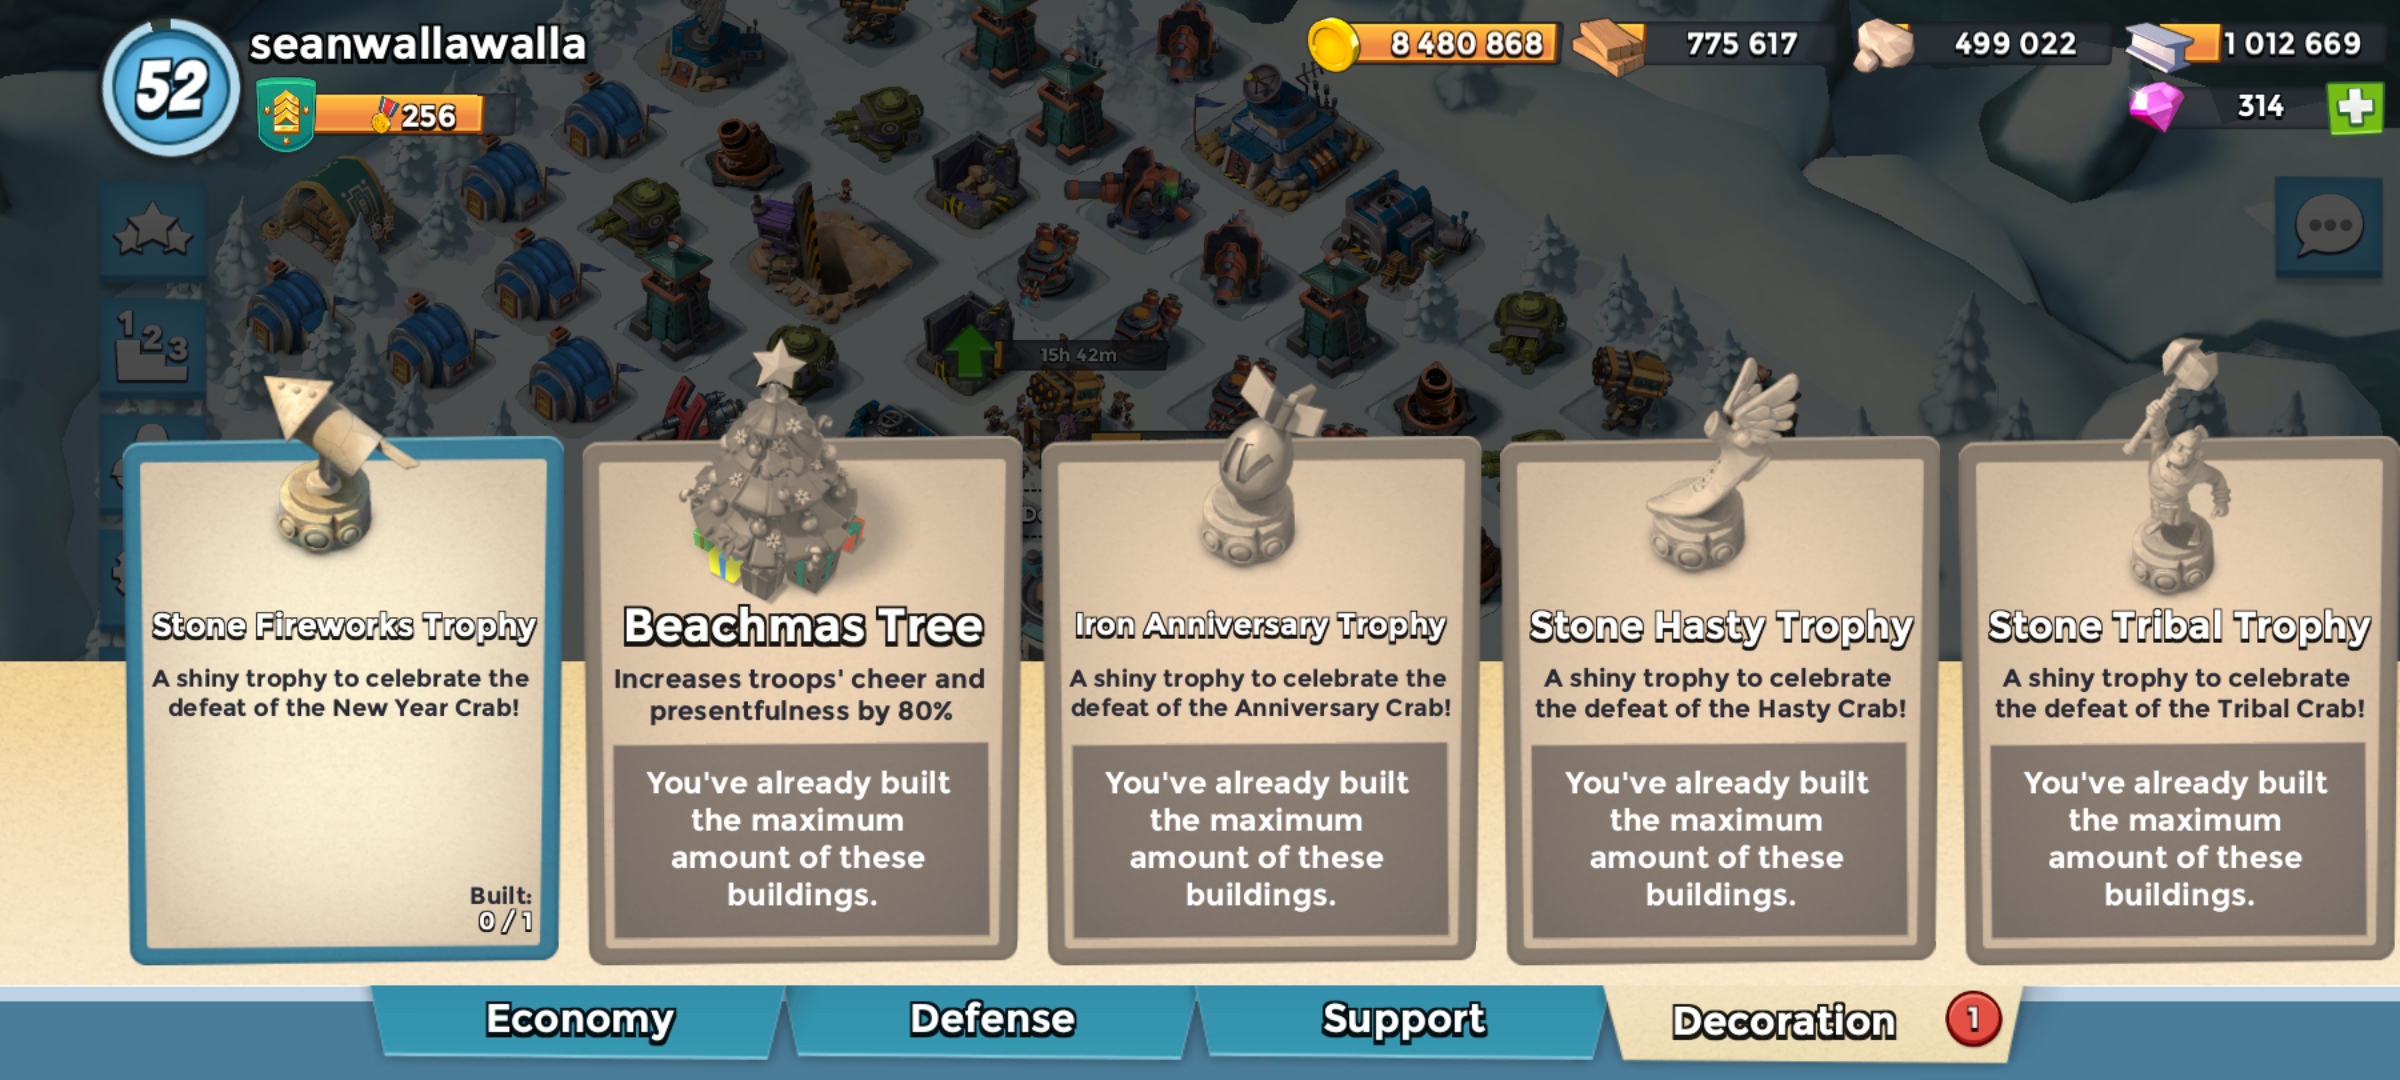 52
seanwallawalla
256
8 480 868
775 617
499 022
1 012 669
314
1 2 3
15h 42m
Stone Fireworks Trophy
A shiny trophy to celebrate the
defeat of the New Year Crab!
Built:
0 / 1
Beachmas Tree
Increases troops' cheer and
presentfulness by 80%
You've already built
the maximum
amount of these
buildings.
Iron Anniversary Trophy
A shiny trophy to celebrate the
defeat of the Anniversary Crab!
You've already built
the maximum
amount of these
buildings.
Stone Hasty Trophy
A shiny trophy to celebrate
the defeat of the Hasty Crab!
You've already built
the maximum
amount of these
buildings.
Stone Tribal Trophy
A shiny trophy to celebrate
the defeat of the Tribal Crab!
You've already built
the maximum
amount of these
buildings.
Economy
Defense
Support
Decoration
1